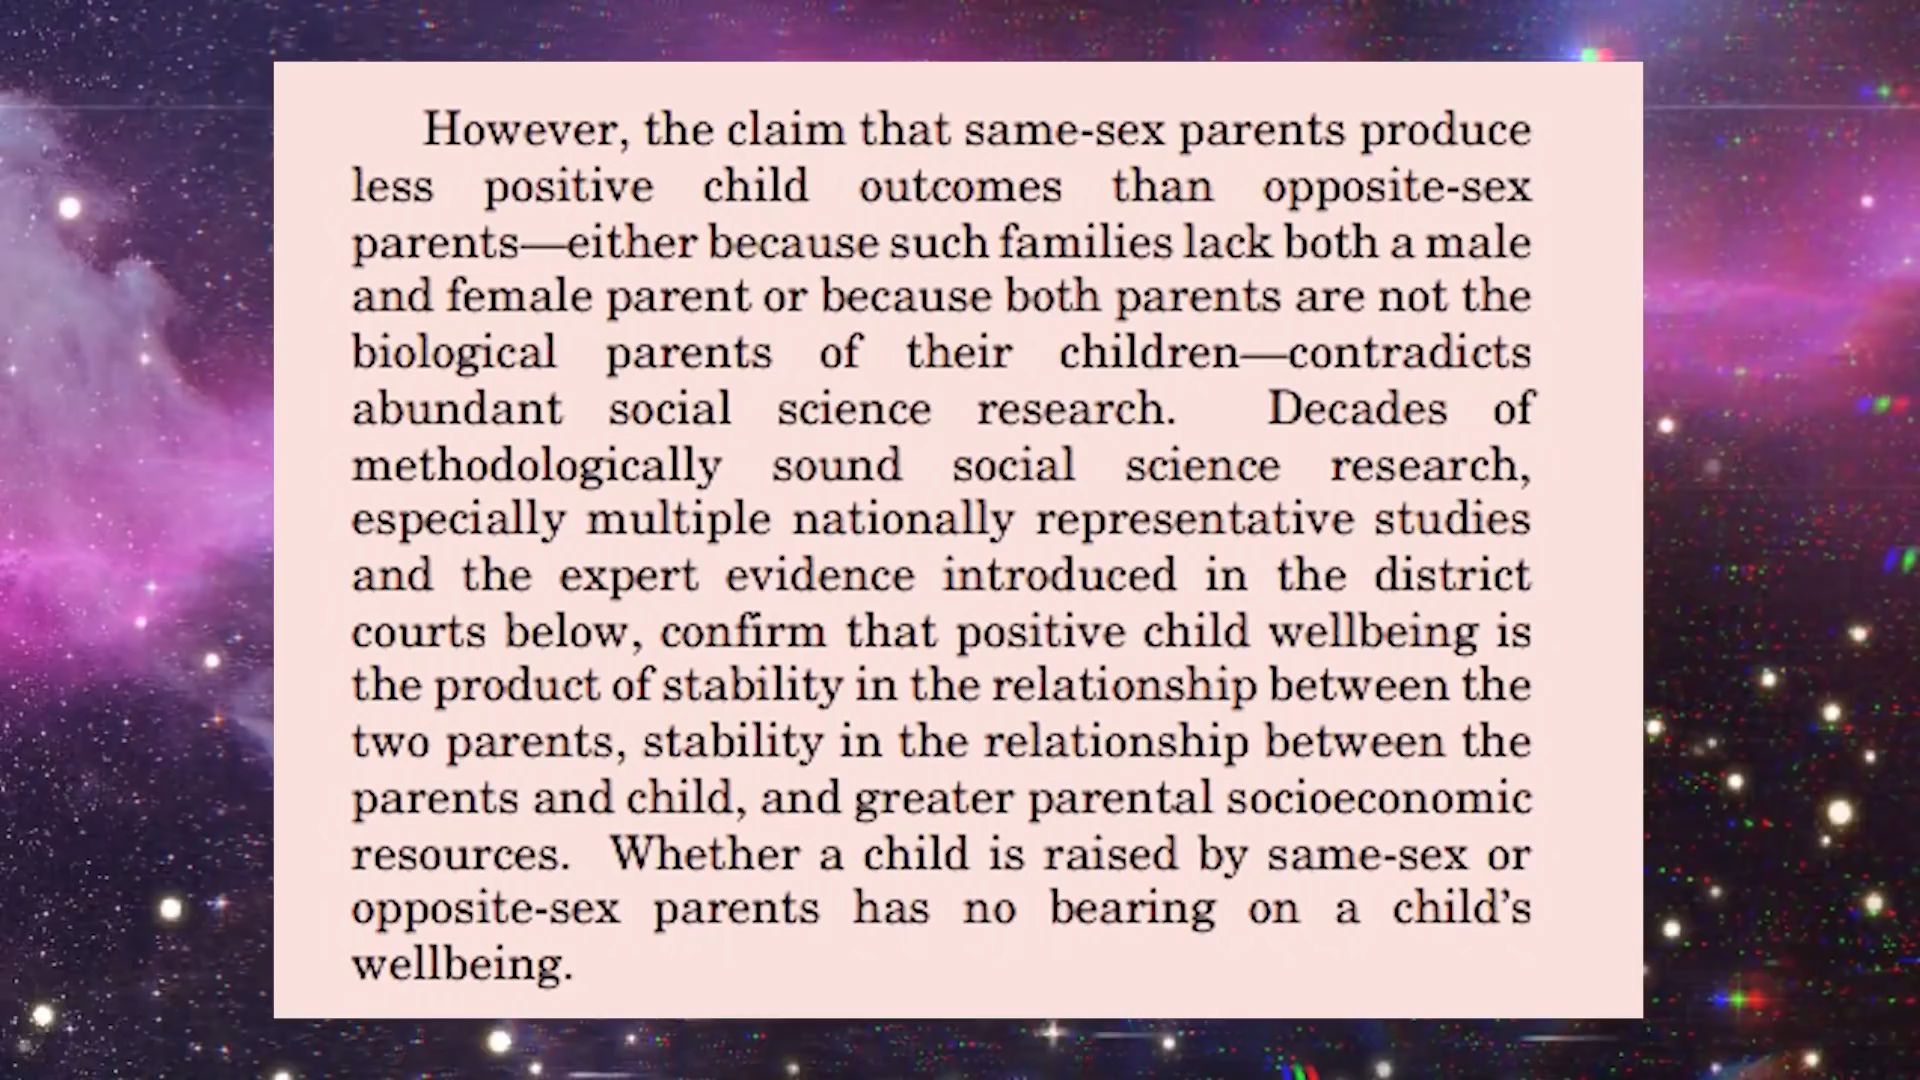 However, the claim that same-sex parents produce
less positive child outcomes than opposite-sex
parents—either because such families lack both a male
and female parent or because both parents are not the
biological parents of their children—contradicts
abundant social science research. Decades of
methodologically sound social science research,
especially multiple nationally representative studies
and the expert evidence introduced in the district
courts below, confirm that positive child wellbeing is
the product of stability in the relationship between the
two parents, stability in the relationship between the
parents and child, and greater parental socioeconomic
resources. Whether a child is raised by same-sex or
opposite-sex parents has no bearing on a child’s
wellbeing.